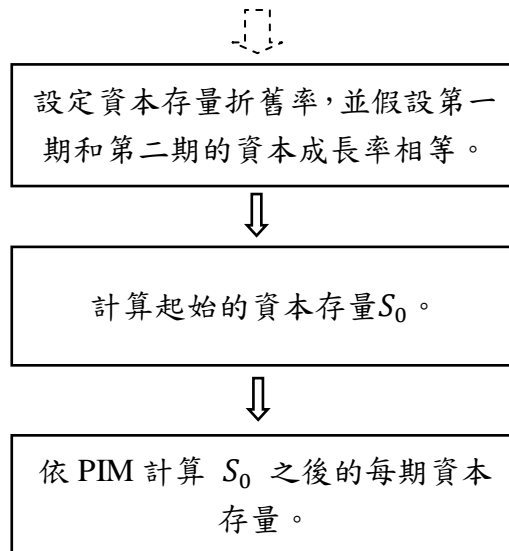 設定資本存量折舊率，並假設第一
期和第二期的資本成長率相等。
計算起始的資本存量S₀。
依 PIM 計算 S₀ 之後的每期資本
存量。